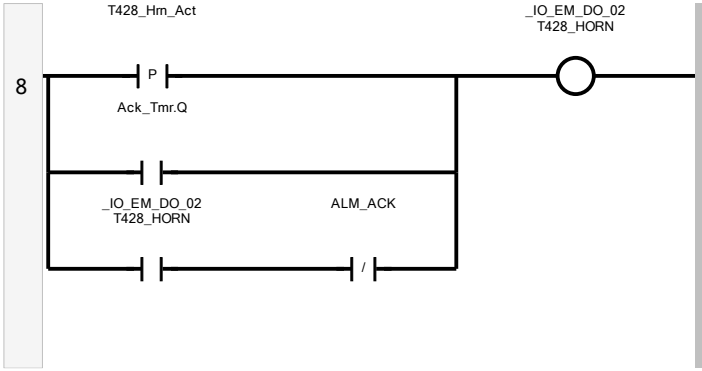 T428_Hrn_Act
_IO_EM_DO_02
T428_HORN
8
P
Ack_Tmr.Q
_IO_EM_DO_02
T428_HORN
ALM_ACK
/